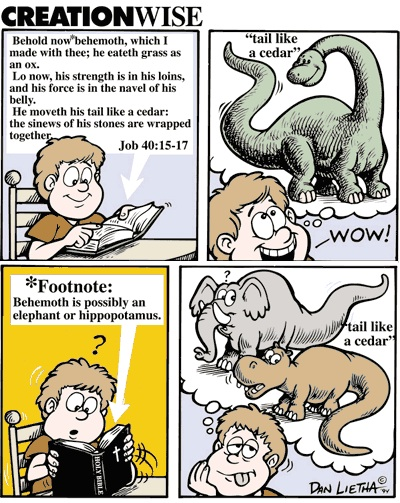 CREATIONWISE
Behold now*behemoth, which I
made with thee; he eateth grass as
an ox.
Lo now, his strength is in his loins,
and his force is in the navel of his
belly.
He moveth his tail like a cedar:
the sinews of his stones are wrapped
together.
Job 40:15-17
“tail like
a cedar”
WOW!
*Footnote:
Behemoth is possibly an
elephant or hippopotamus.
?
HOLY BIBLE
?
“tail like
a cedar”
DAN LIETHA ©
'94